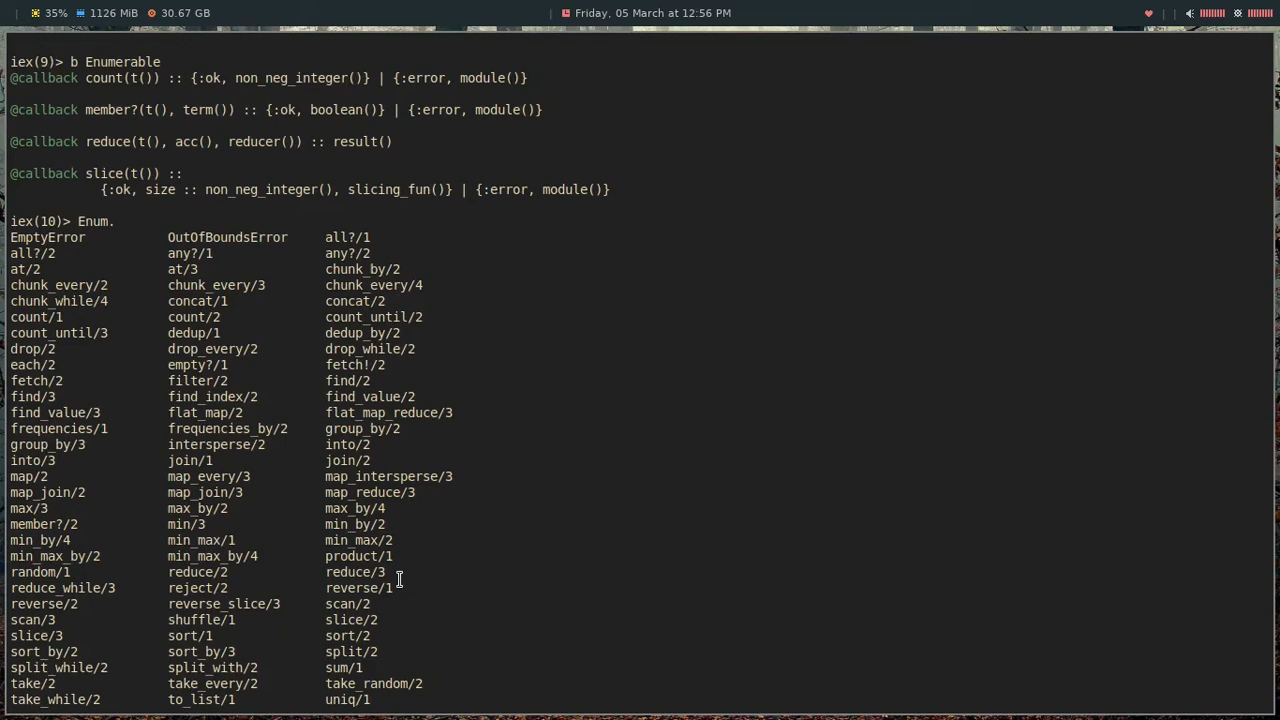 35% 1126 MiB 30.67 GB Friday, 05 March at 12:56 PM
iex(9)> b Enumerable
@callback count(t()) :: {:ok, non_neg_integer()} | {:error, module()}
@callback member?(t(), term()) :: {:ok, boolean()} | {:error, module()}
@callback reduce(t(), acc(), reducer()) :: result()
@callback slice(t()) ::
{:ok, size :: non_neg_integer(), slicing_fun()} | {:error, module()}
iex(10)> Enum.
EmptyError OutOfBoundsError all?/1
all?/2 any?/1 any?/2
at/2 at/3 chunk_by/2
chunk_every/2 chunk_every/3 chunk_every/4
chunk_while/4 concat/1 concat/2
count/1 count/2 count_until/2
count_until/3 dedup/1 dedup_by/2
drop/2 drop_every/2 drop_while/2
each/2 empty?/1 fetch!/2
fetch/2 filter/2 find/2
find/3 find_index/2 find_value/2
find_value/3 flat_map/2 flat_map_reduce/3
frequencies/1 frequencies_by/2 group_by/2
group_by/3 intersperse/2 into/2
into/3 join/1 join/2
map/2 map_every/3 map_intersperse/3
map_join/2 map_join/3 map_reduce/3
max/3 max_by/2 max_by/4
member?/2 min/3 min_by/2
min_by/4 min_max/1 min_max/2
min_max_by/2 min_max_by/4 product/1
random/1 reduce/2 reduce/3
reduce_while/3 reject/2 reverse/1
reverse/2 reverse_slice/3 scan/2
scan/3 shuffle/1 slice/2
slice/3 sort/1 sort/2
sort_by/2 sort_by/3 split/2
split_while/2 split_with/2 sum/1
take/2 take_every/2 take_random/2
take_while/2 to_list/1 uniq/1